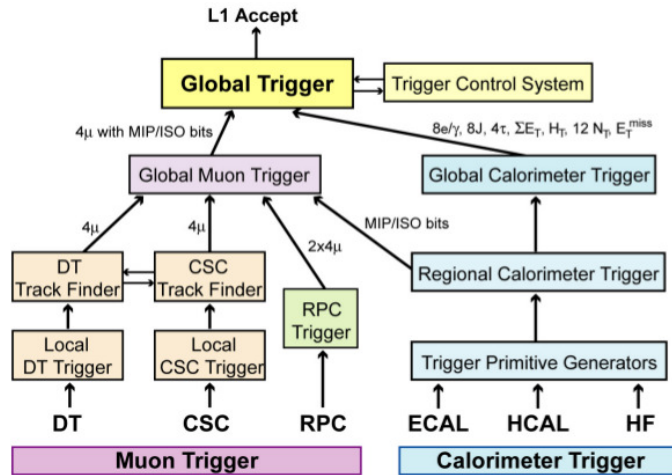 L1 Accept
Global Trigger
Trigger Control System
4μ with MIP/ISO bits
8e/γ, 8J, 4τ, ΣE_T, H_T, 12 N_T, E_T^miss
Global Muon Trigger
Global Calorimeter Trigger
4μ
4μ
2x4μ
MIP/ISO bits
DT
Track Finder
CSC
Track Finder
Regional Calorimeter Trigger
RPC
Trigger
Local
DT Trigger
Local
CSC Trigger
Trigger Primitive Generators
DT
CSC
RPC
ECAL
HCAL
HF
Muon Trigger
Calorimeter Trigger